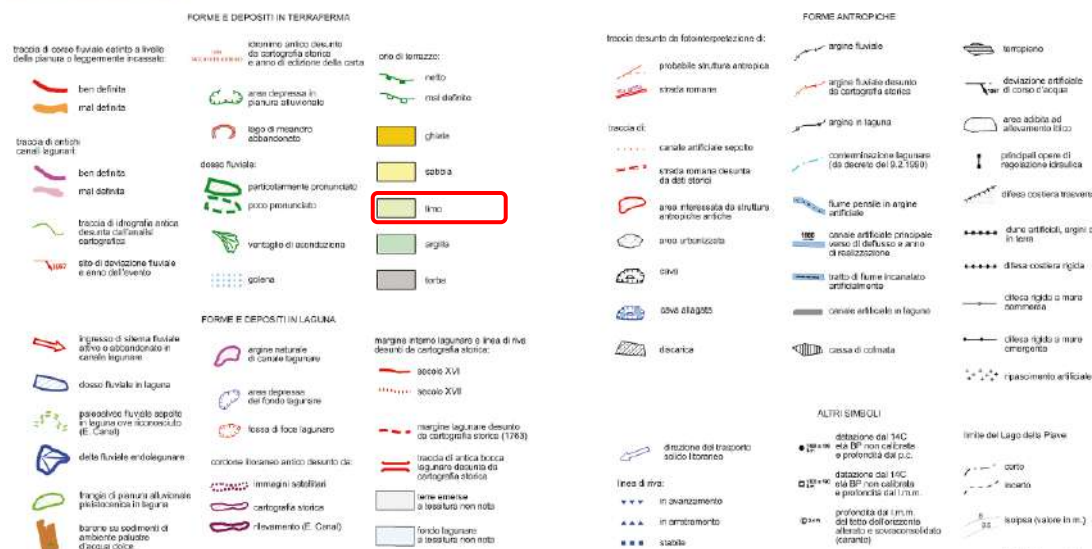 FORME E DEPOSITI IN TERRAFERMA
traccia di corso fluviale estinto a livello
della pianura o leggermente incassato:
ben definita
mal definita
traccia di antichi
canali lagunari:
ben definita
mal definita
traccia di idrografia antica
desunta dall'analisi
cartografica
sito di deviazione fluviale
e anno dell'evento
idronimo antico desunto
da cartografia storica
e anno di edizione della carta
area depressa in
pianura alluvionale
lago di meandro
abbandonato
dosso fluviale:
particolarmente pronunciato
poco pronunciato
ventaglio di esondazione
golena
orlo di terrazzo:
netto
mal definito
ghiaia
sabbia
limo
argilla
torba
FORME E DEPOSITI IN LAGUNA
ingresso di sitema fluviale
attivo o abbandonato in
canale lagunare
dosso fluviale in laguna
paleoalveo fluviale sepolto
in laguna ove riconosciuto
(E. Canal)
delta fluviale endolagunare
frangia di pianura alluvionale
pleistocenica in laguna
barene su sedimenti di
ambiente palustre
d'acqua dolce
argine naturale
di canale lagunare
area depressa
del fondo lagunare
fossa di foce lagunare
cordone litoraneo antico desunto da:
immagini satellitari
cartografia storica
rilevamento (E. Canal)
margine interno lagunare e linea di riva
desunti da cartografia storica:
secolo XVI
secolo XVII
margine lagunare desunto
da cartografia storica (1763)
traccia di antica bocca
lagunare desunta da
cartografia storica
terre emerse
a tessitura non nota
fondo lagunare
a tessitura non nota
FORME ANTROPICHE
traccia desunta da fotointerpretazione di:
probabile struttura antropica
strada romana
traccia di:
canale artificiale sepolto
strada romana desunta
da dati storici
area interessata da strutture
antropiche antiche
area urbanizzata
cava
cava allagata
discarica
argine fluviale
argine fluviale desunto
da cartografia storica
argine in laguna
conterminazione lagunare
(da decreto del 9.2.1990)
fiume pensile in argine
artificiale
canale artificiale principale
verso di deflusso e anno
di realizzazione
tratto di fiume incanalato
artificialmente
canale artificiale in laguna
cassa di colmata
terrapieno
deviazione artificiale
di corso d'acqua
area adibita ad
allevamento ittico
principali opere di
regolazione idraulica
difesa costiera trasversale
dune artificiali, argini
in terra
difesa costiera rigida
difesa rigida a mare
sommersa
difesa rigida a mare
emergente
ripascimento artificiale
ALTRI SIMBOLI
direzione del trasporto
solido litoraneo
linea di riva:
in avanzamento
in arretramento
stabile
datazione dal 14C
età BP non calibrata
e profondità dal p.c.
datazione dal 14C
età BP non calibrata
e profondità dal l.m.m.
profondità dal l.m.m.
del tetto dell'orizzonte
alterato e sovraconsolidato
(caranto)
limite del Lago della Piave
certo
incerto
isoipsa (valore in m.)